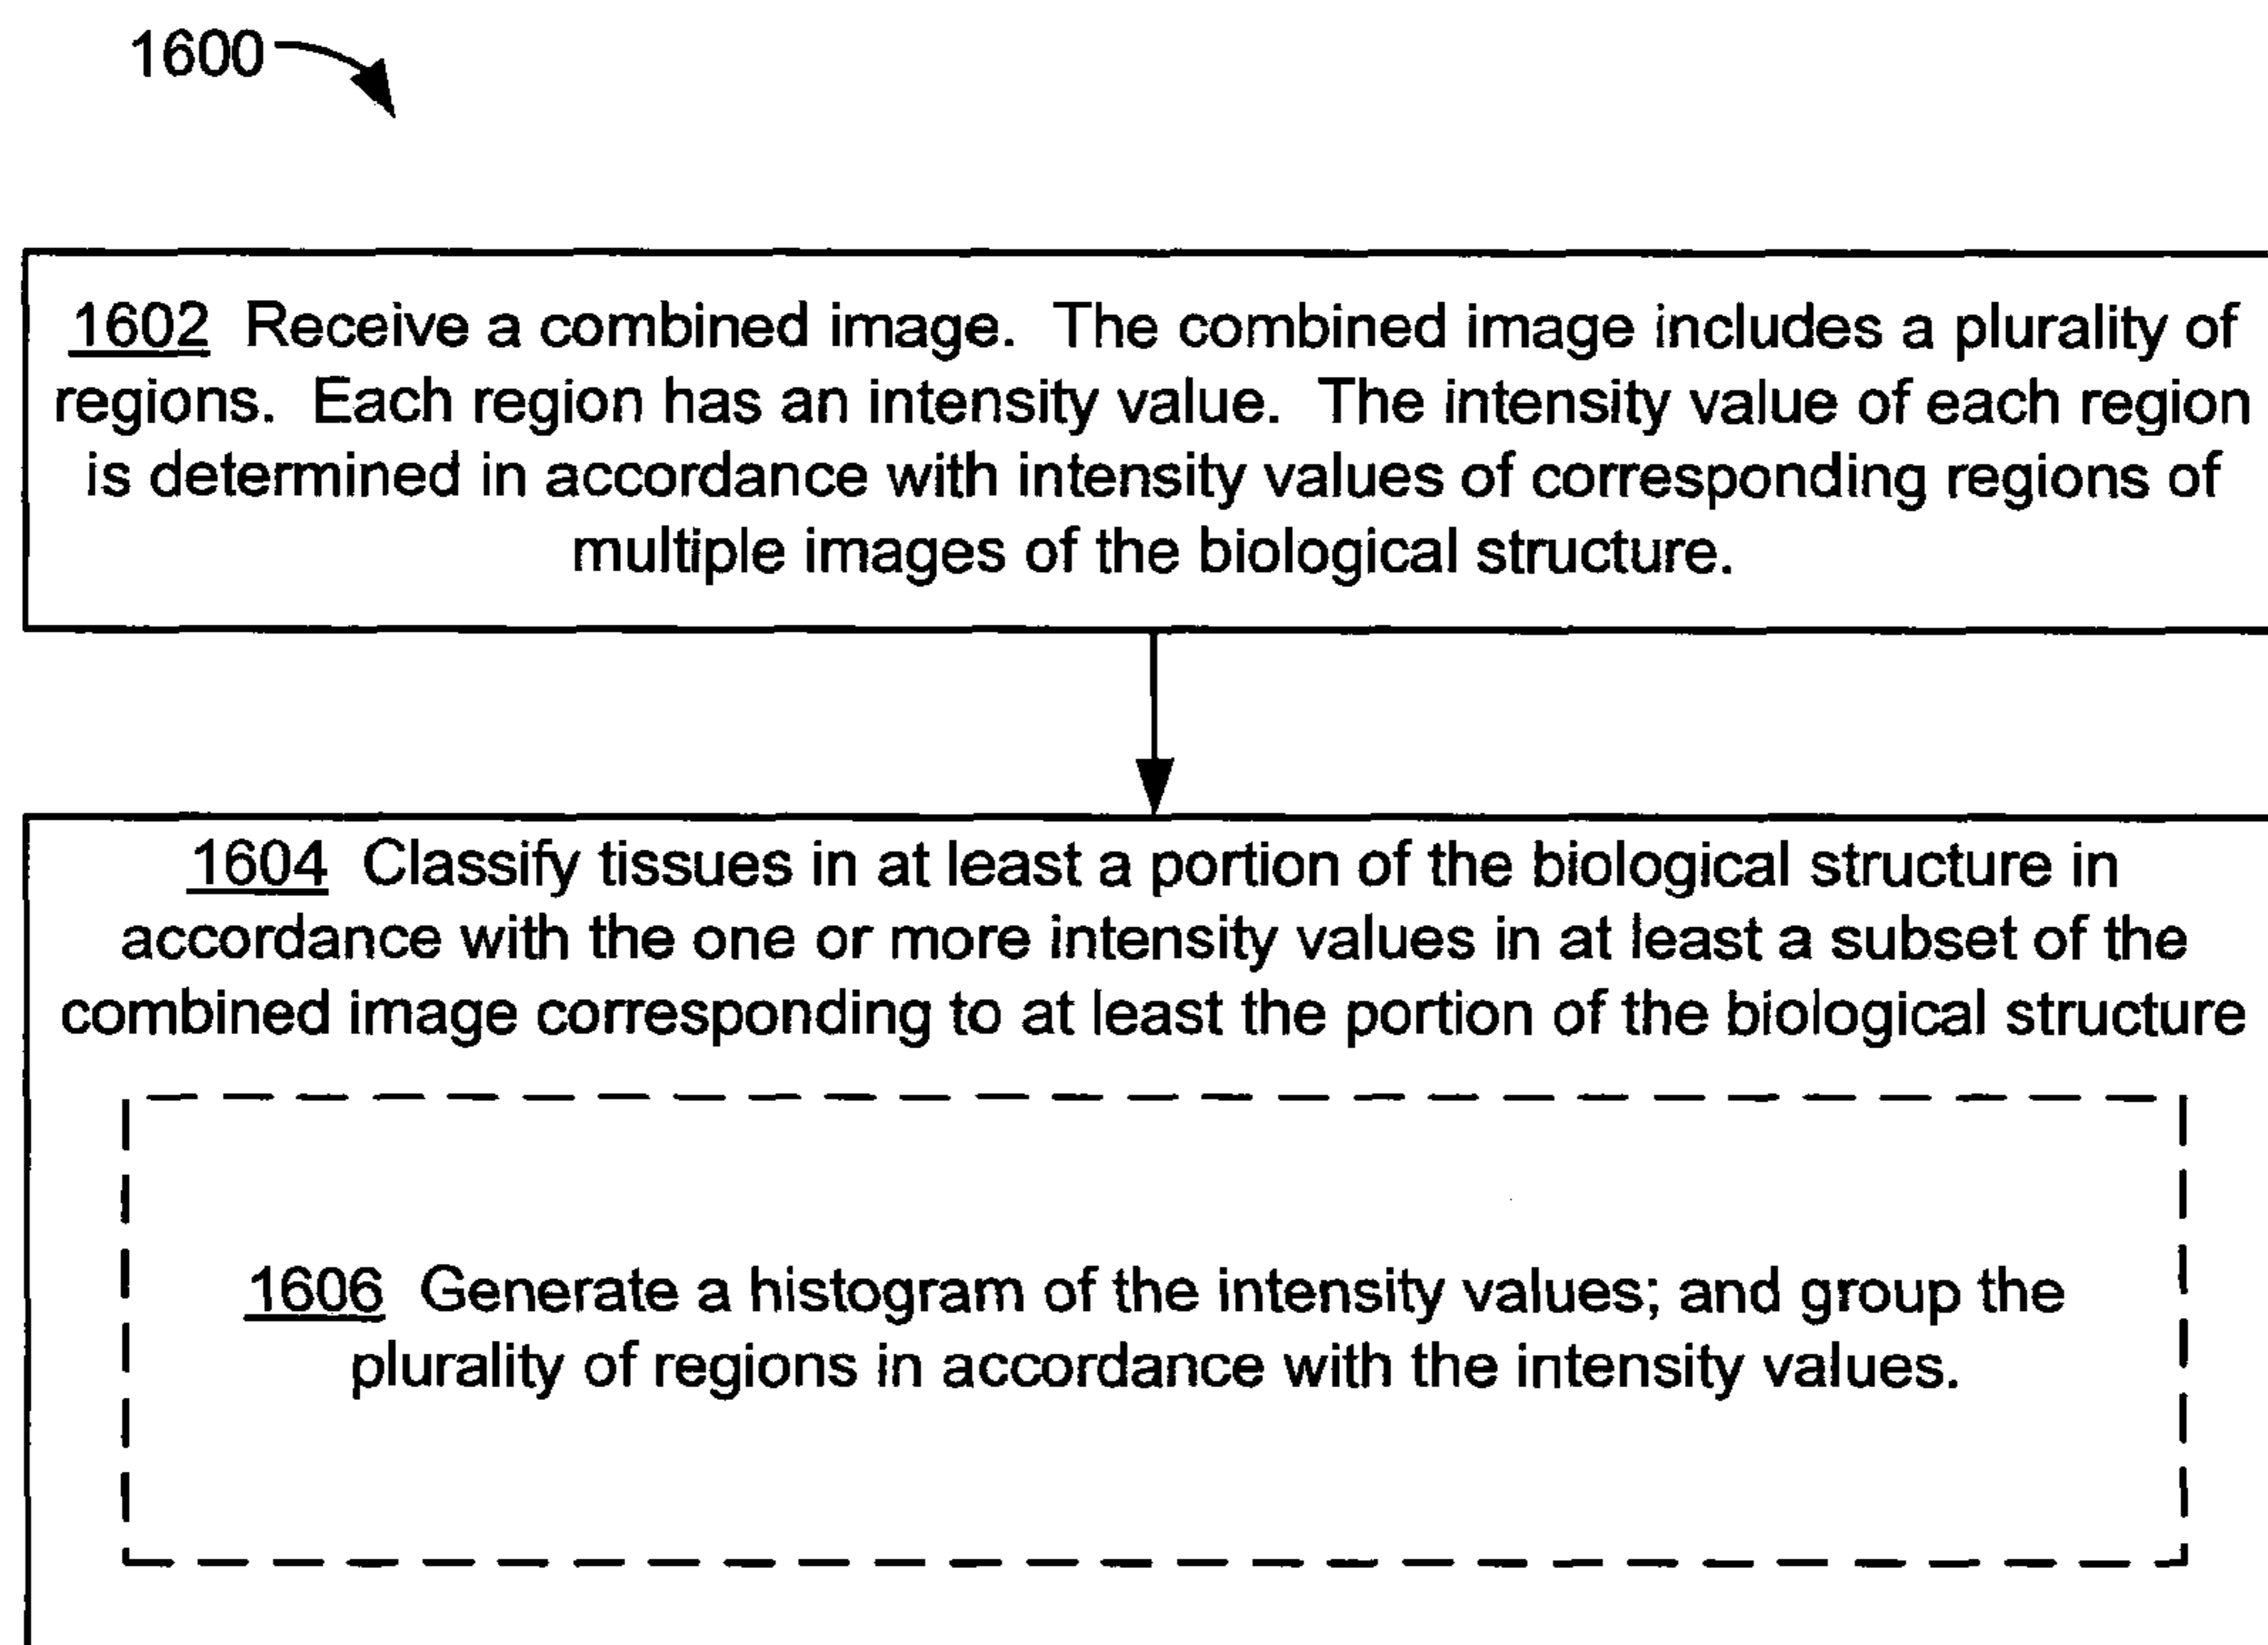 1600
1602 Receive a combined image. The combined image includes a plurality of
regions. Each region has an intensity value. The intensity value of each region
is determined in accordance with intensity values of corresponding regions of
multiple images of the biological structure.
1604 Classify tissues in at least a portion of the biological structure in
accordance with the one or more intensity values in at least a subset of the
combined image corresponding to at least the portion of the biological structure
1606 Generate a histogram of the intensity values; and group the
plurality of regions in accordance with the intensity values.